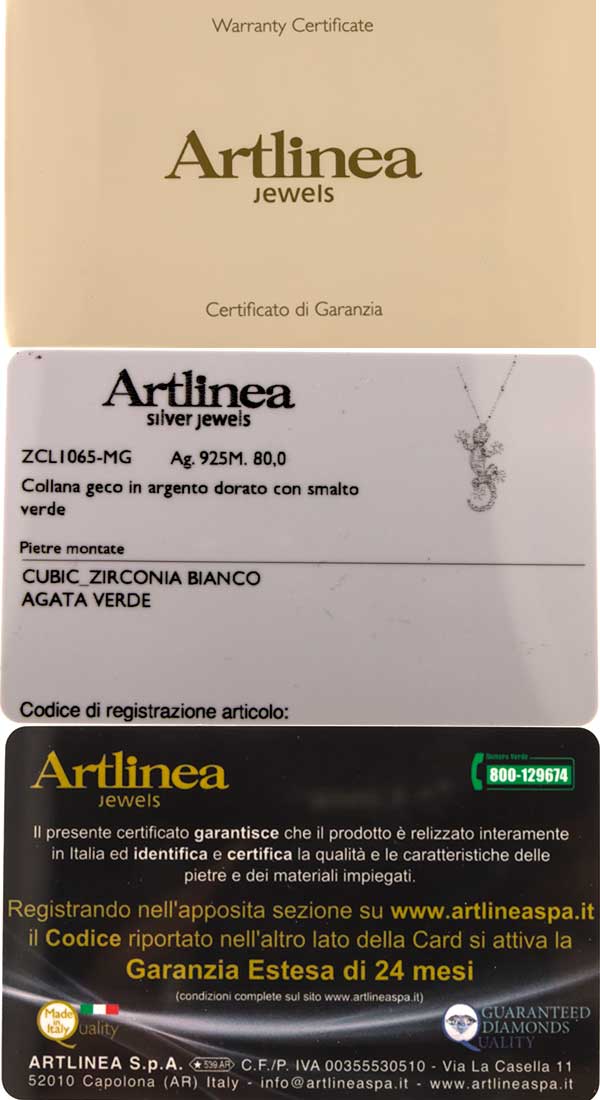 Warranty Certificate
Artlinea
Jewels
Certificato di Garanzia
Artlinea
silver jewels
ZCL1065-MG Ag. 925M. 80,0
Collana geco in argento dorato con smalto
verde
Pietre montate
CUBIC_ZIRCONIA BIANCO
AGATA VERDE
Codice di registrazione articolo:
Artlinea
Jewels
Numero Verde
800-129674
Il presente certificato garantisce che il prodotto è relizzato interamente
in Italia ed identifica e certifica la qualità e le caratteristiche delle
pietre e dei materiali impiegati.
Registrando nell'apposita sezione su www.artlineaspa.it
il Codice riportato nell'altro lato della Card si attiva la
Garanzia Estesa di 24 mesi
(condizioni complete sul sito www.artlineaspa.it)
Made
in
Italy
Quality
GUARANTEED
DIAMONDS
QUALITY
ARTLINEA S.p.A. ★ 539 AR C.F./P. IVA 00355530510 - Via La Casella 11
52010 Capolona (AR) Italy - info@artlineaspa.it - www.artlineaspa.it